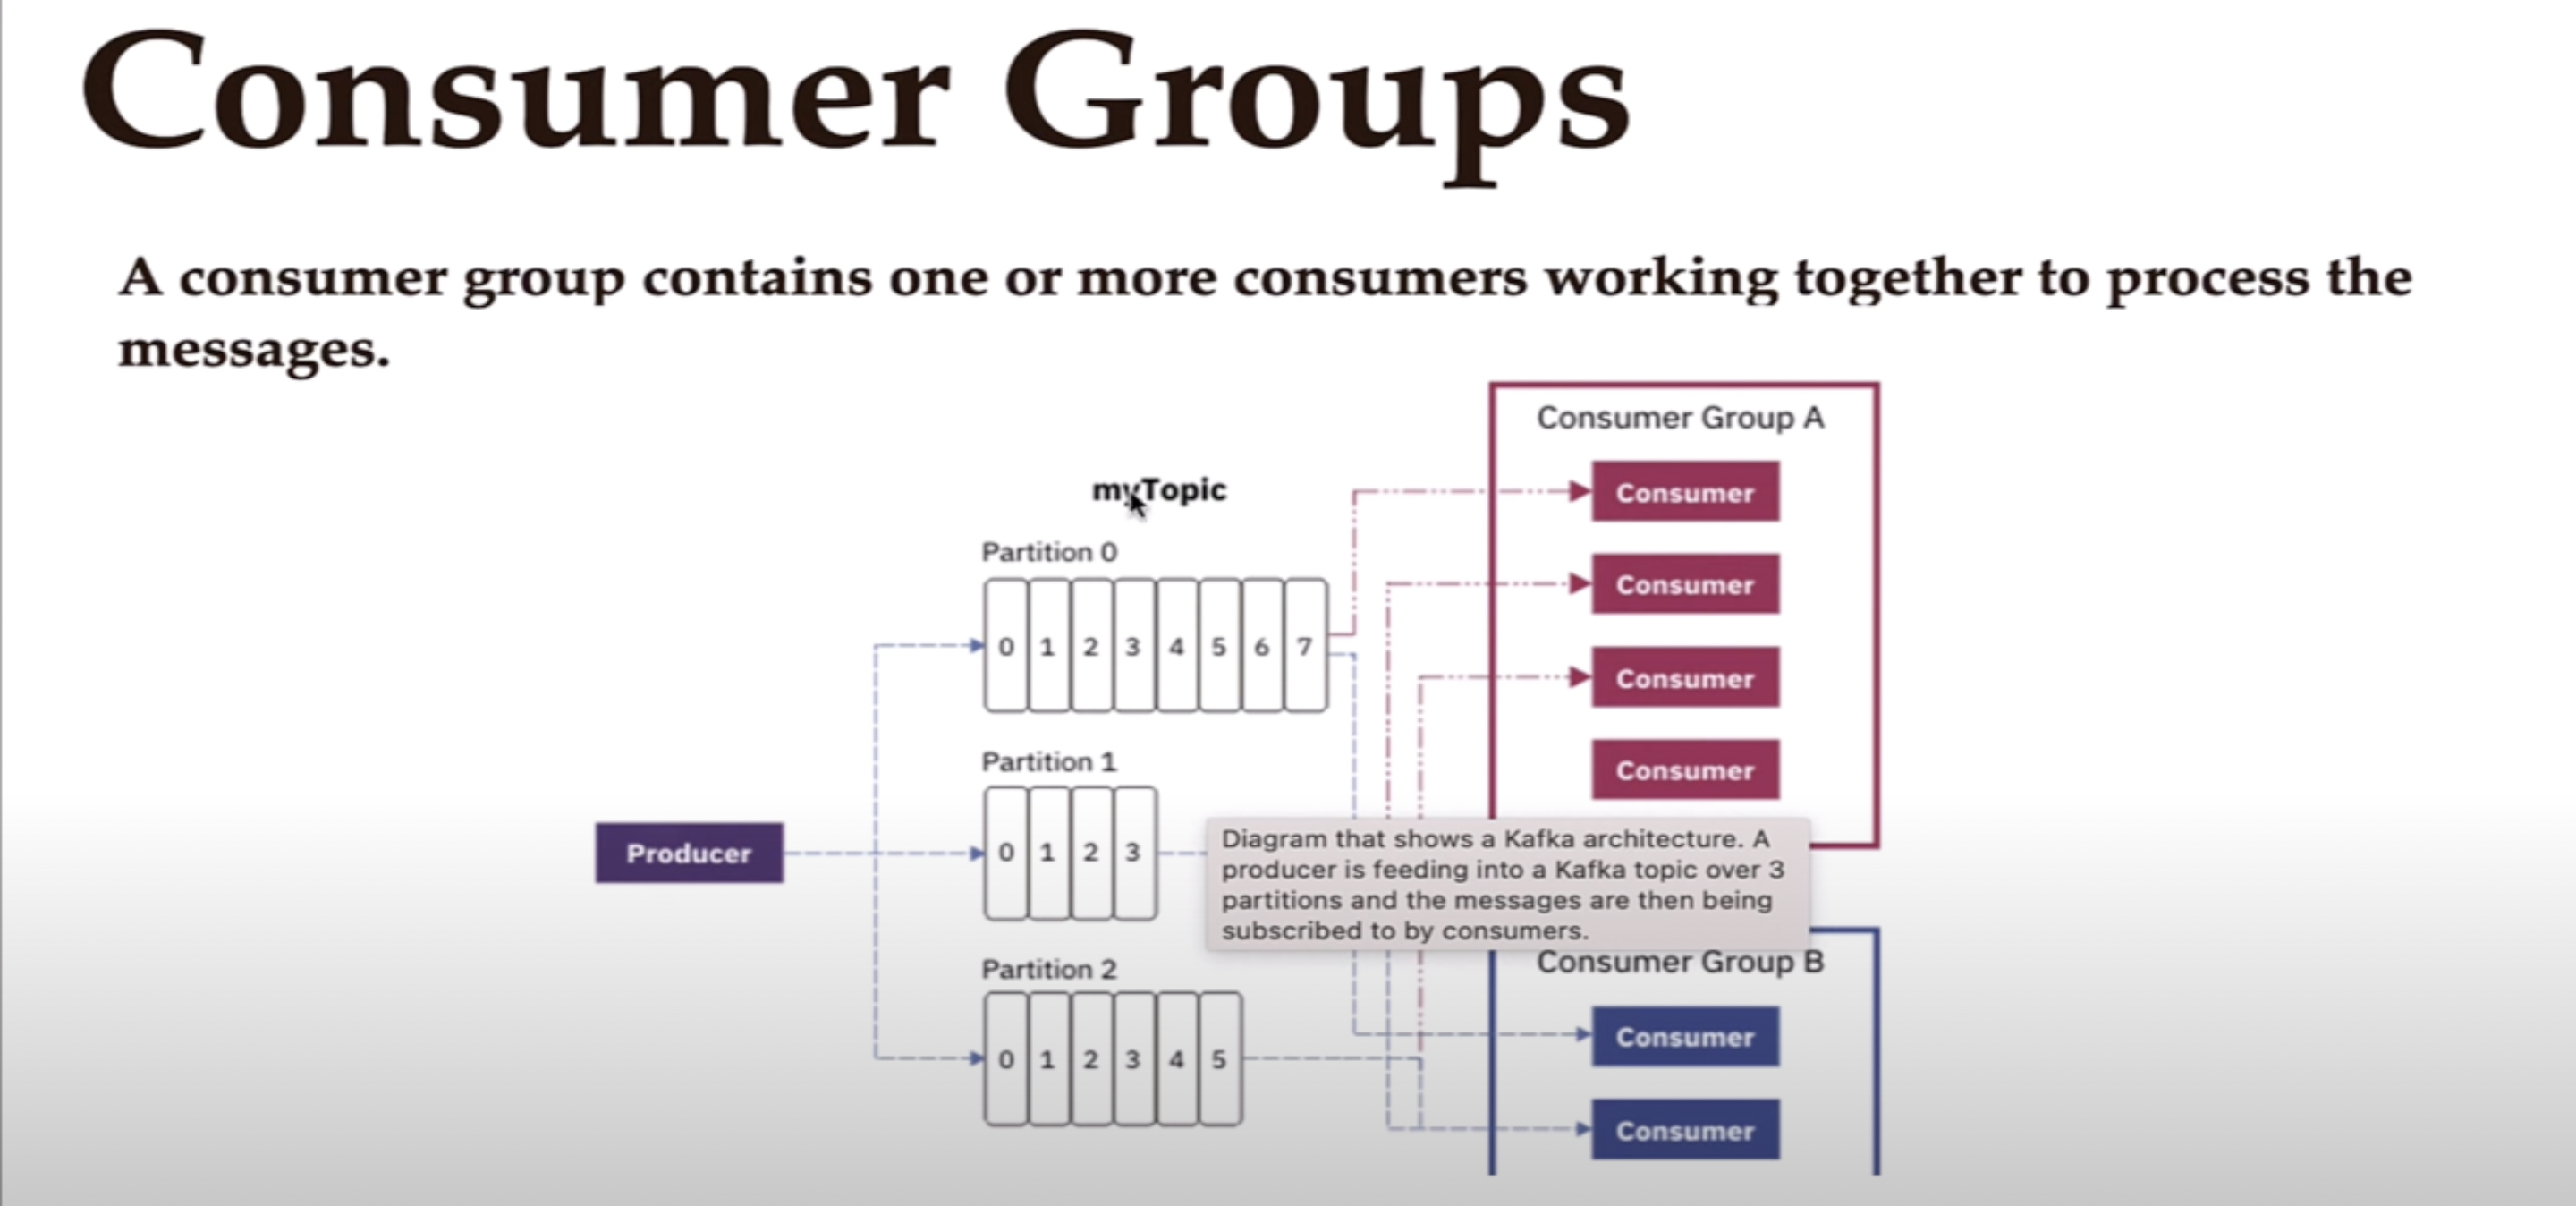 Consumer Groups
A consumer group contains one or more consumers working together to process the
messages.
Consumer Group A
myTopic
Consumer
Partition 0
Consumer
0 1 2 3 4 5 6 7
Consumer
Partition 1
Consumer
Producer
0 1 2 3
Diagram that shows a Kafka architecture. A
producer is feeding into a Kafka topic over 3
partitions and the messages are then being
subscribed to by consumers.
Partition 2
Consumer Group B
0 1 2 3 4 5
Consumer
Consumer